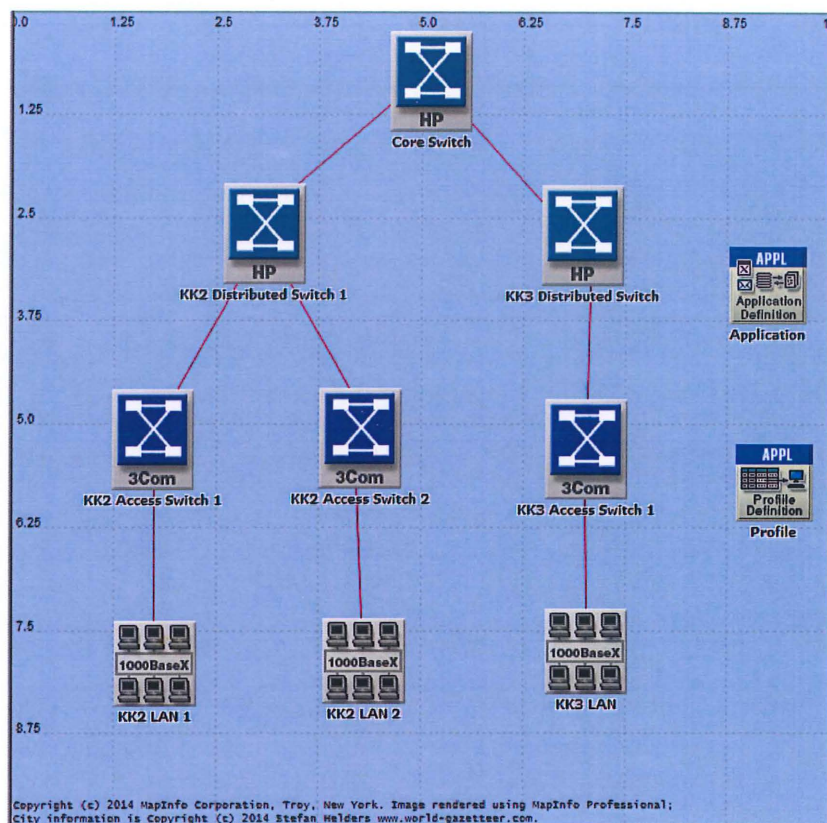 0.0 1.25 2.5 3.75 5.0 6.25 7.5 8.75 1
HP
Core Switch
1.25
2.5
HP
KK2 Distributed Switch 1
HP
KK3 Distributed Switch
APPL
Application
Definition
Application
3.75
5.0
3Com
KK2 Access Switch 1
3Com
KK2 Access Switch 2
3Com
KK3 Access Switch 1
APPL
Profile
Definition
Profile
6.25
7.5
1000BaseX
KK2 LAN 1
1000BaseX
KK2 LAN 2
1000BaseX
KK3 LAN
8.75
Copyright (c) 2014 MapInfo Corporation, Troy, New York. Image rendered using MapInfo Professional;
City information is Copyright (c) 2014 Stefan Helders www.world-gazetteer.com.